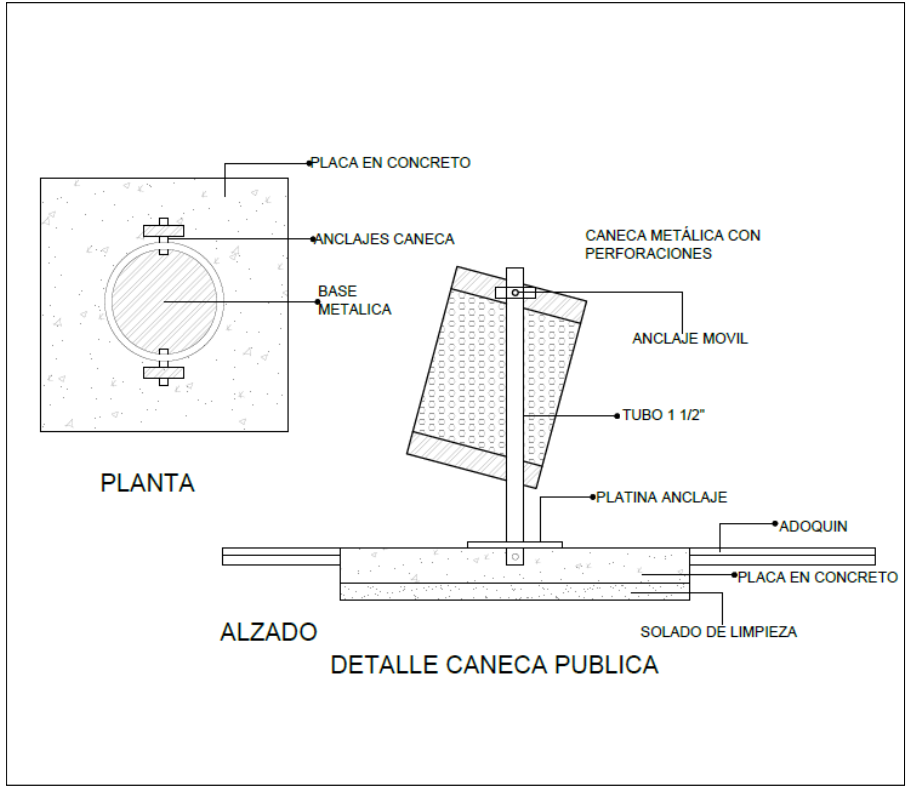 PLACA EN CONCRETO
ANCLAJES CANECA
BASE
METALICA
PLANTA
CANECA METÁLICA CON
PERFORACIONES
ANCLAJE MOVIL
TUBO 1 1/2"
PLATINA ANCLAJE
ADOQUIN
PLACA EN CONCRETO
SOLADO DE LIMPIEZA
ALZADO
DETALLE CANECA PUBLICA